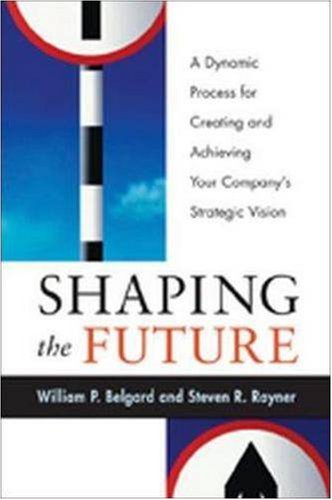 A Dynamic
Process for
Creating and
Achieving
Your Company's
Strategic Vision
SHAPING
the FUTURE
William P. Belgard and Steven R. Rayner